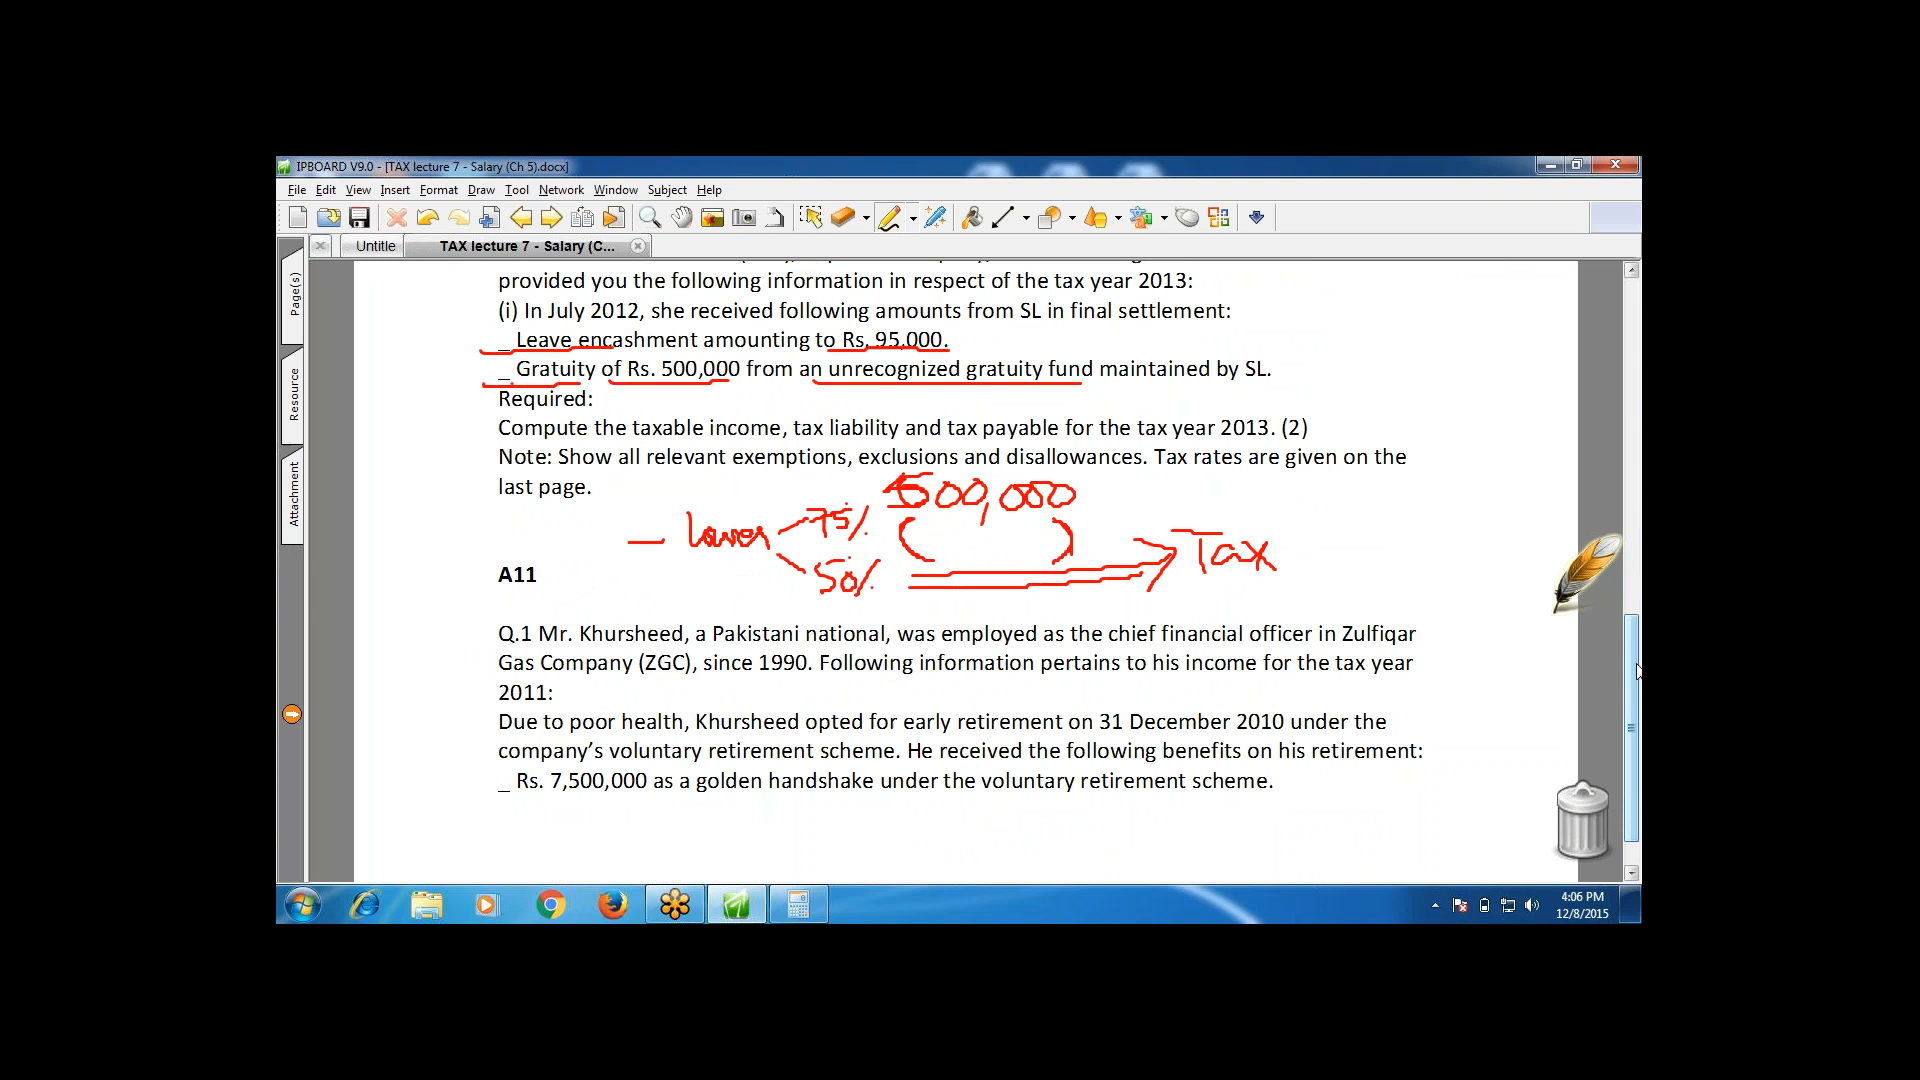 IPBOARD V9.0 - [TAX lecture 7 - Salary (Ch 5).docx]
File Edit View Insert Format Draw Tool Network Window Subject Help
Untitle TAX lecture 7 - Salary (C...
Page(s)
Resource
Attachment
provided you the following information in respect of the tax year 2013:
(i) In July 2012, she received following amounts from SL in final settlement:
_ Leave encashment amounting to Rs. 95,000.
_ Gratuity of Rs. 500,000 from an unrecognized gratuity fund maintained by SL.
Required:
Compute the taxable income, tax liability and tax payable for the tax year 2013. (2)
Note: Show all relevant exemptions, exclusions and disallowances. Tax rates are given on the
last page.
500,000
75%
– Lower ( )
50%
Tax
A11
Q.1 Mr. Khursheed, a Pakistani national, was employed as the chief financial officer in Zulfiqar
Gas Company (ZGC), since 1990. Following information pertains to his income for the tax year
2011:
Due to poor health, Khursheed opted for early retirement on 31 December 2010 under the
company’s voluntary retirement scheme. He received the following benefits on his retirement:
_ Rs. 7,500,000 as a golden handshake under the voluntary retirement scheme.
4:06 PM
12/8/2015